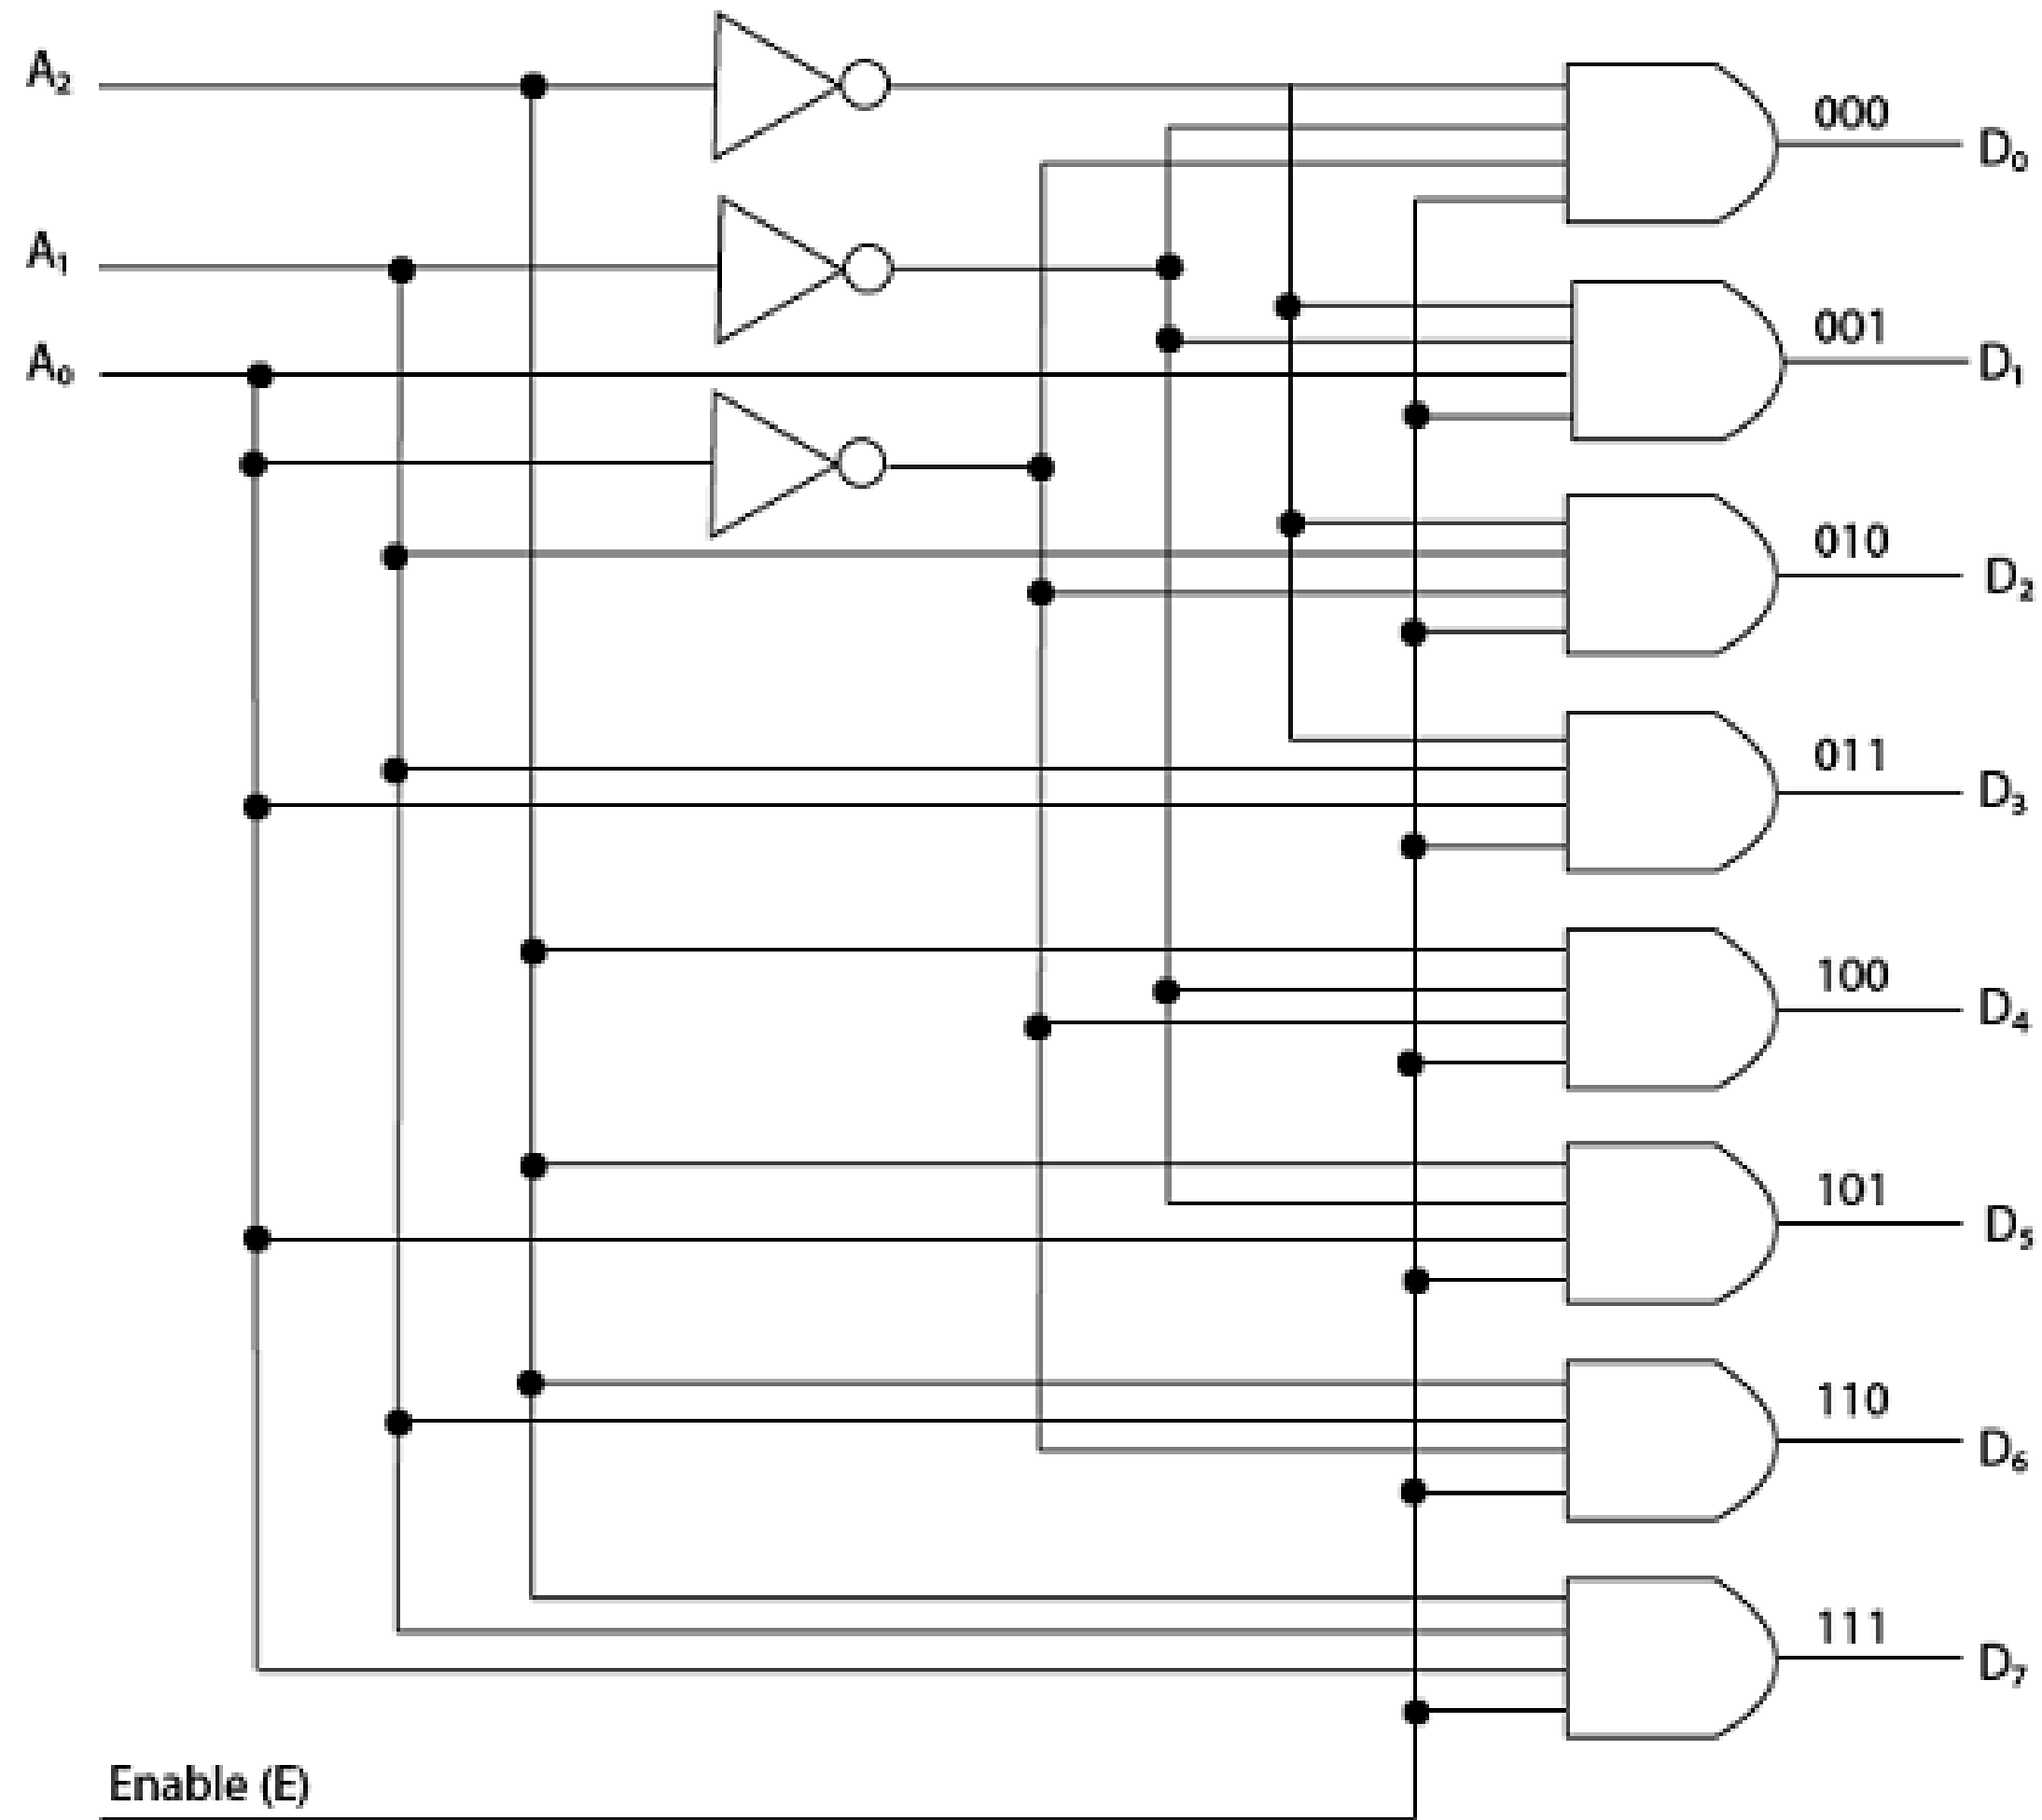 A₂
000
D₀
A₁
001
D₁
A₀
010
D₂
011
D₃
100
D₄
101
D₅
110
D₆
111
D₇
Enable (E)